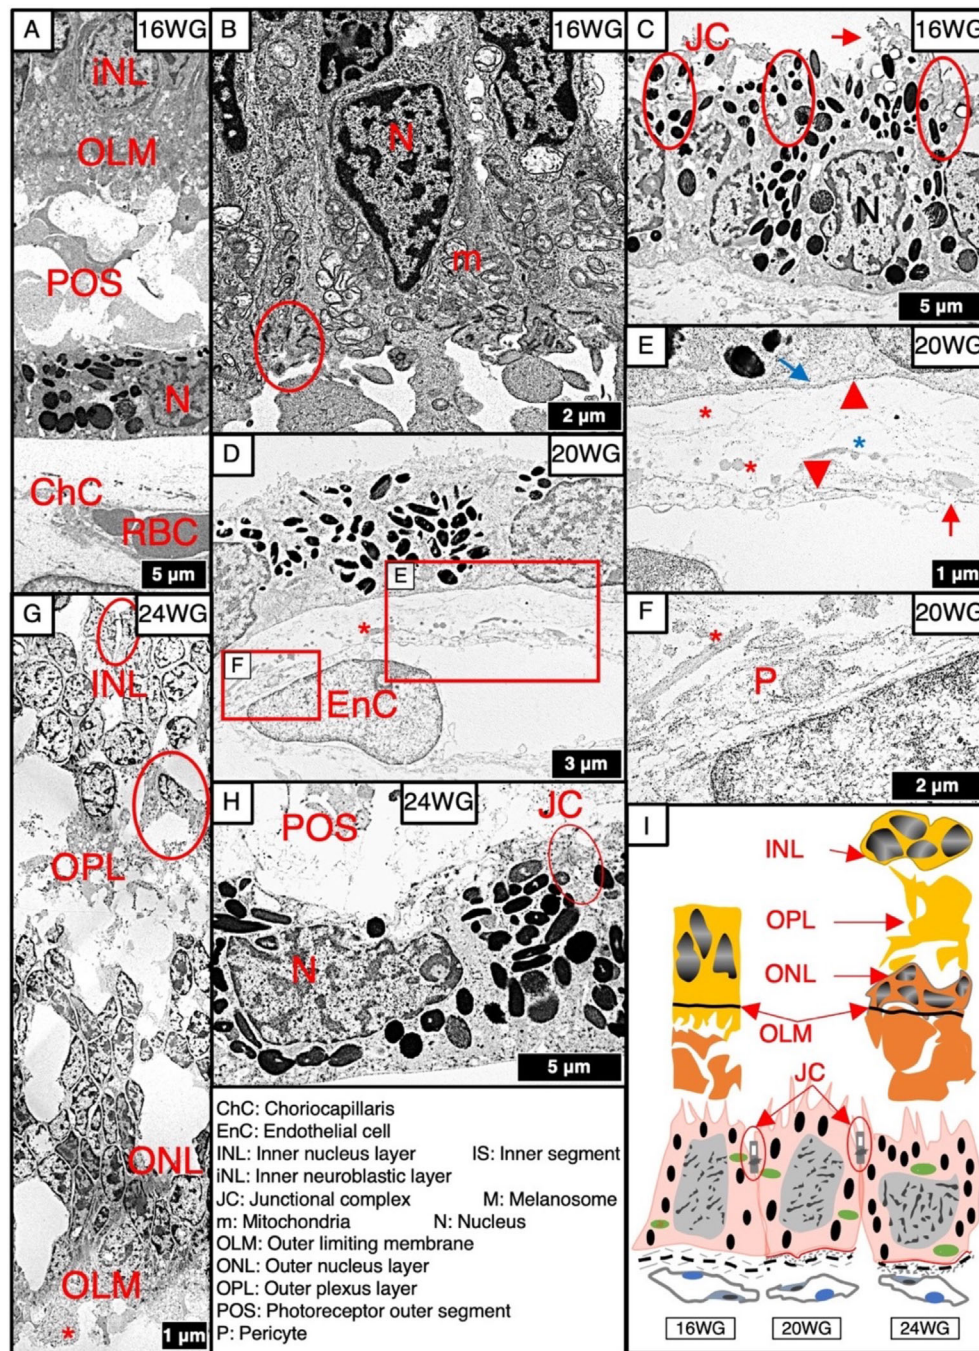 A
16WG
iNL
OLM
POS
N
ChC
RBC
5 µm
B
16WG
N
m
2 µm
C
JC
16WG
N
5 µm
D
20WG
E
*
F
EnC
3 µm
E
20WG
*
*
*
1 µm
F
20WG
*
P
2 µm
G
24WG
INL
OPL
ONL
OLM
*
1 µm
H
24WG
JC
POS
N
5 µm
ChC: Choriocapillaris
EnC: Endothelial cell
INL: Inner nucleus layer IS: Inner segment
iNL: Inner neuroblastic layer
JC: Junctional complex M: Melanosome
m: Mitochondria N: Nucleus
OLM: Outer limiting membrane
ONL: Outer nucleus layer
OPL: Outer plexus layer
POS: Photoreceptor outer segment
P: Pericyte
I
INL
OPL
ONL
OLM
JC
16WG
20WG
24WG